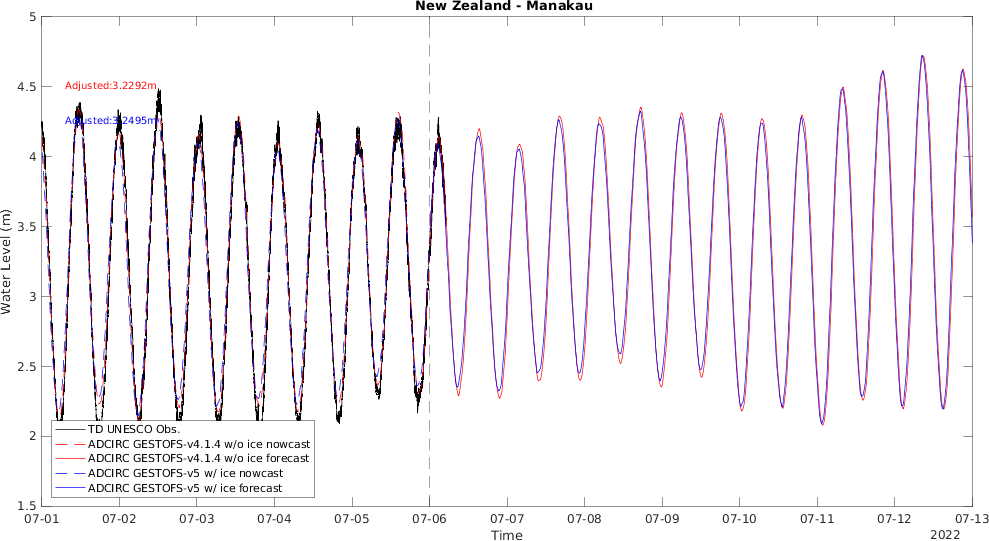 New Zealand - Manakau
5
4.5
4
3.5
3
2.5
2
1.5
Water Level (m)
Adjusted:3.2292m
Adjusted:3.2495m
TD UNESCO Obs.
ADCIRC GESTOFS-v4.1.4 w/o ice nowcast
ADCIRC GESTOFS-v4.1.4 w/o ice forecast
ADCIRC GESTOFS-v5 w/ ice nowcast
ADCIRC GESTOFS-v5 w/ ice forecast
07-01 07-02 07-03 07-04 07-05 07-06 07-07 07-08 07-09 07-10 07-11 07-12 07-13
Time
2022